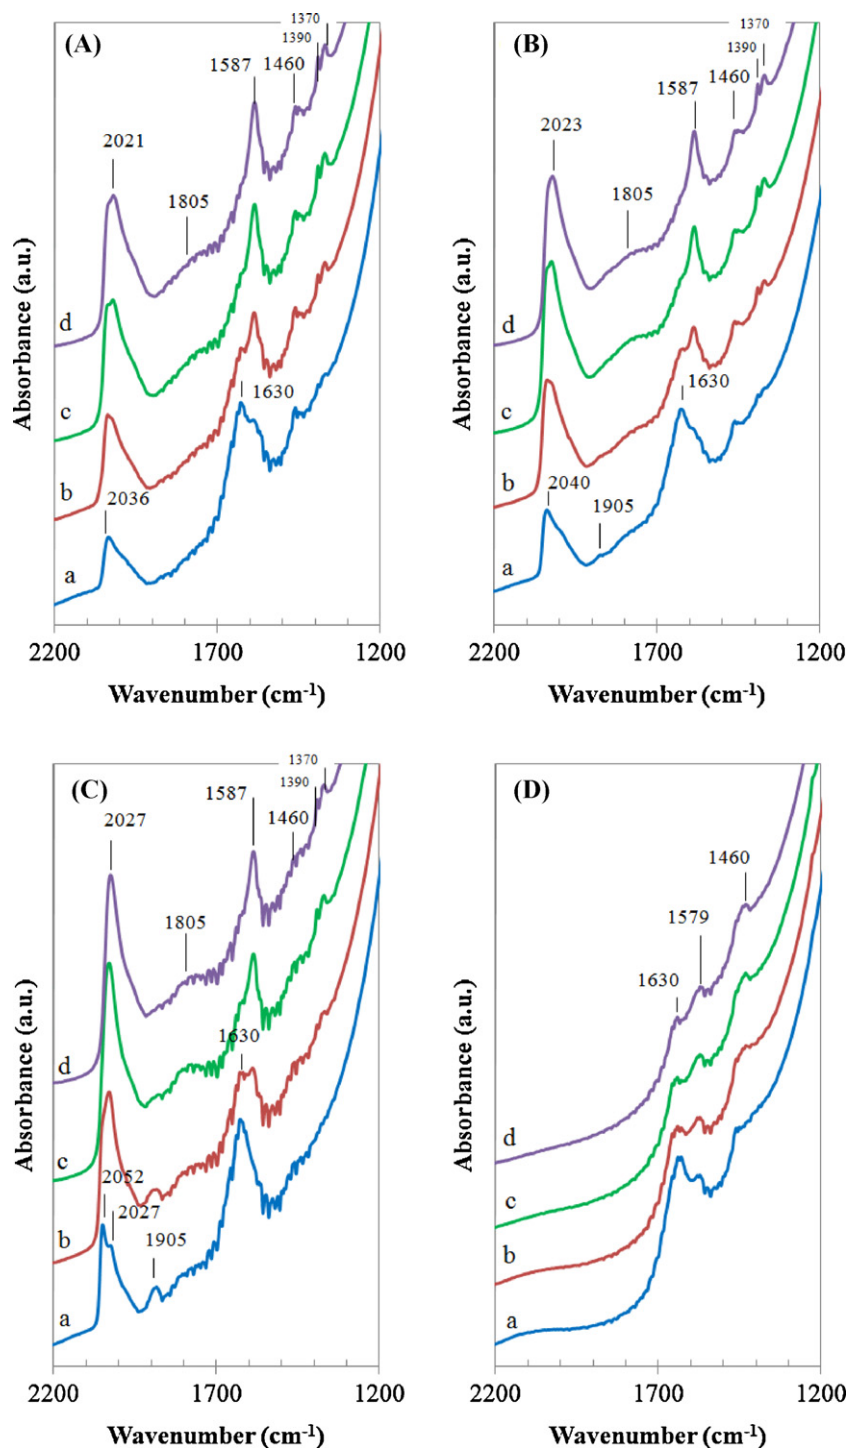 (A)
1370
1390
1587
1460
2021
1805
d
c
1630
b
2036
a
Absorbance (a.u.)
2200
1700
1200
Wavenumber (cm-1)
(B)
1370
1390
1460
1587
2023
1805
d
c
1630
b
2040
1905
a
Absorbance (a.u.)
2200
1700
1200
Wavenumber (cm-1)
(C)
1370
1390
1587
1460
2027
1805
d
1630
c
2052
2027
b
1905
a
Absorbance (a.u.)
2200
1700
1200
Wavenumber (cm-1)
(D)
1460
1579
1630
d
c
b
a
Absorbance (a.u.)
2200
1700
1200
Wavenumber (cm-1)